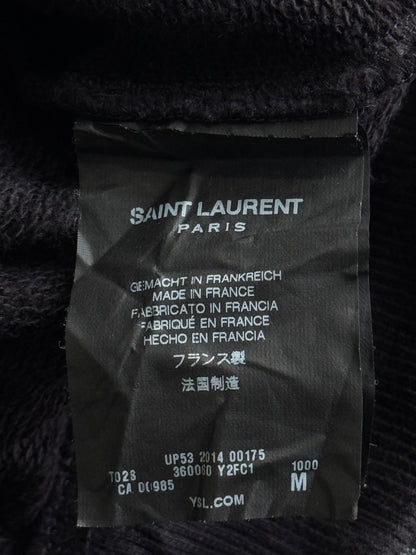 SAINT LAURENT
PARIS
GEMACHT IN FRANKREICH
MADE IN FRANCE
FABBRICATO IN FRANCIA
FABRIQUÉ EN FRANCE
HECHO EN FRANCIA
フランス製
法国制造
UP53 2014 00175
T02S 360080 Y2FC1 1000
CA 00985 M
YSL.COM